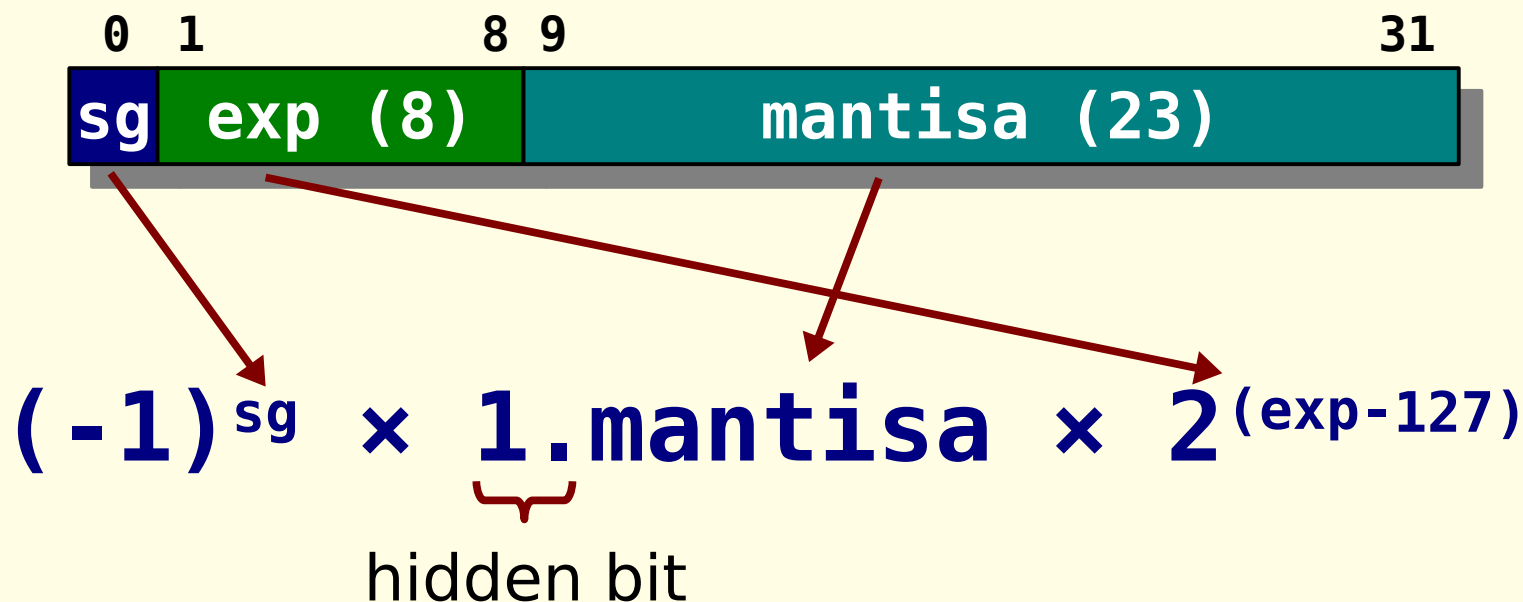 0 1 8 9 31
sg exp (8) mantisa (23)
(-1)sg × 1.mantisa × 2(exp-127)
hidden bit